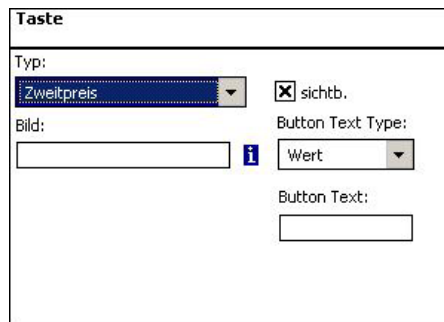 Taste
Typ:
Zweitpreis
sichtb.
Bild:
Button Text Type:
i
Wert
Button Text: